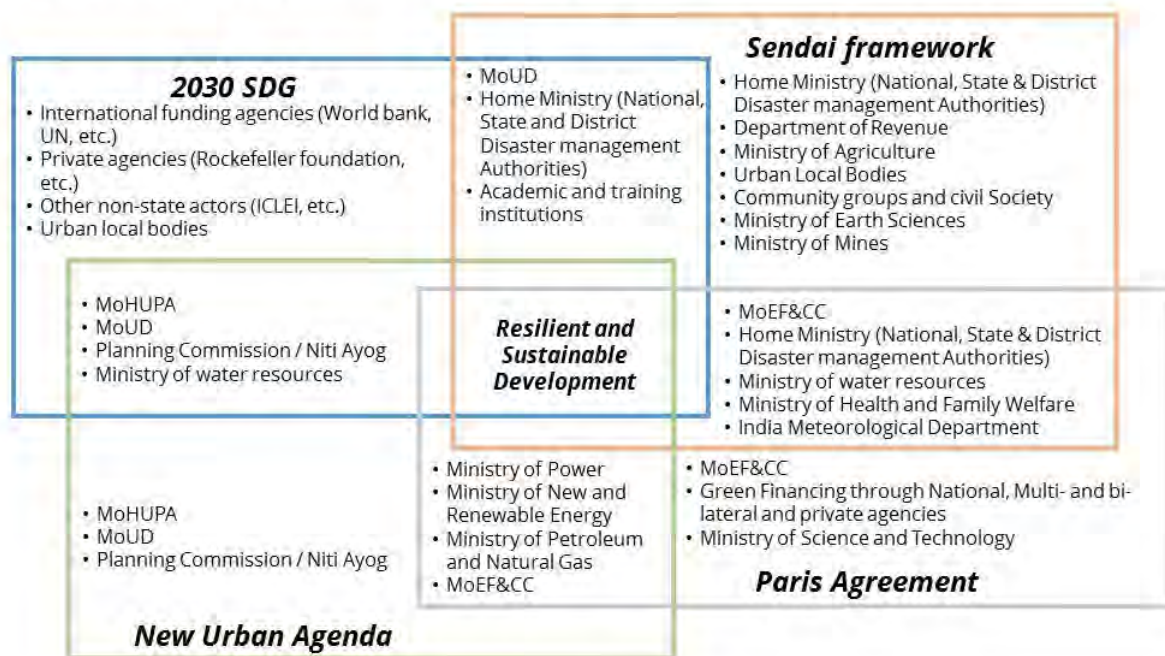 2030 SDG
• International funding agencies (World bank,
UN, etc.)
• Private agencies (Rockefeller foundation,
etc.)
• Other non-state actors (ICLEI, etc.)
• Urban local bodies
• MoUD
• Home Ministry (National,
State and District
Disaster management
Authorities)
• Academic and training
institutions
Sendai framework
• Home Ministry (National, State & District
Disaster management Authorities)
• Department of Revenue
• Ministry of Agriculture
• Urban Local Bodies
• Community groups and civil Society
• Ministry of Earth Sciences
• Ministry of Mines
• MoHUPA
• MoUD
• Planning Commission / Niti Ayog
• Ministry of water resources
Resilient and
Sustainable
Development
• MoEF&CC
• Home Ministry (National, State & District
Disaster management Authorities)
• Ministry of water resources
• Ministry of Health and Family Welfare
• India Meteorological Department
• MoHUPA
• MoUD
• Planning Commission / Niti Ayog
New Urban Agenda
• Ministry of Power
• Ministry of New and
Renewable Energy
• Ministry of Petroleum
and Natural Gas
• MoEF&CC
• MoEF&CC
• Green Financing through National, Multi- and bi-
lateral and private agencies
• Ministry of Science and Technology
Paris Agreement